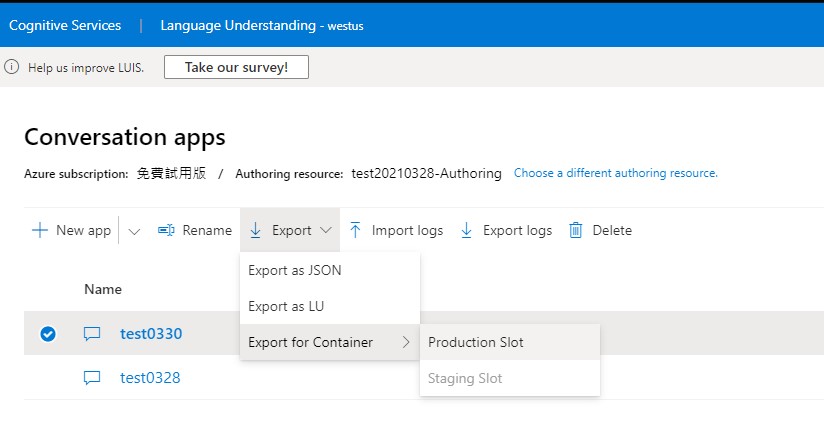 Cognitive Services | Language Understanding - westus
Help us improve LUIS. Take our survey!
Conversation apps
Azure subscription: 免費試用版 / Authoring resource: test20210328-Authoring Choose a different authoring resource.
New app Rename Export Import logs Export logs Delete
Export as JSON
Name
Export as LU
test0330 Export for Container Production Slot
test0328 Staging Slot